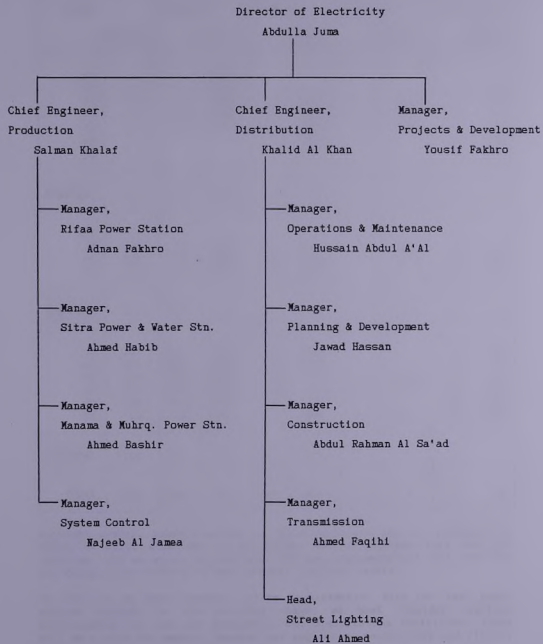 Director of Electricity
Abdulla Juma
Chief Engineer,
Production
Salman Khalaf
Manager,
Rifaa Power Station
Adnan Fakhro
Manager,
Sitra Power & Water Stn.
Ahmed Habib
Manager,
Manama & Muhrq. Power Stn.
Ahmed Bashir
Manager,
System Control
Najeeb Al Jamea
Chief Engineer,
Distribution
Khalid Al Khan
Manager,
Operations & Maintenance
Hussain Abdul A'Al
Manager,
Planning & Development
Jawad Hassan
Manager,
Construction
Abdul Rahman Al Sa'ad
Manager,
Transmission
Ahmed Faqihi
Head,
Street Lighting
Ali Ahmed
Manager,
Projects & Development
Yousif Fakhro